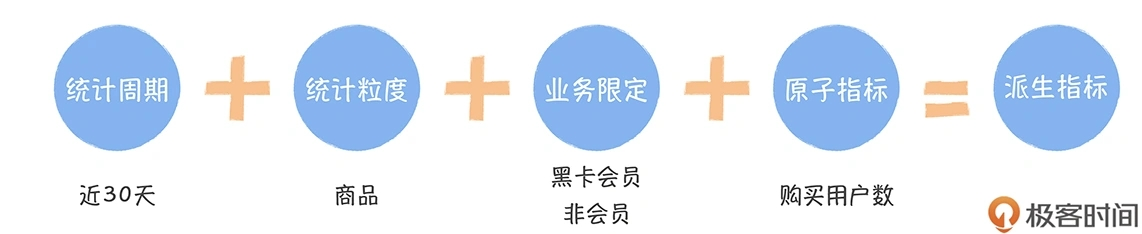 统计周期 + 统计粒度 + 业务限定 + 原子指标 = 派生指标
近30天
商品
黑卡会员
非会员
购买用户数
极客时间